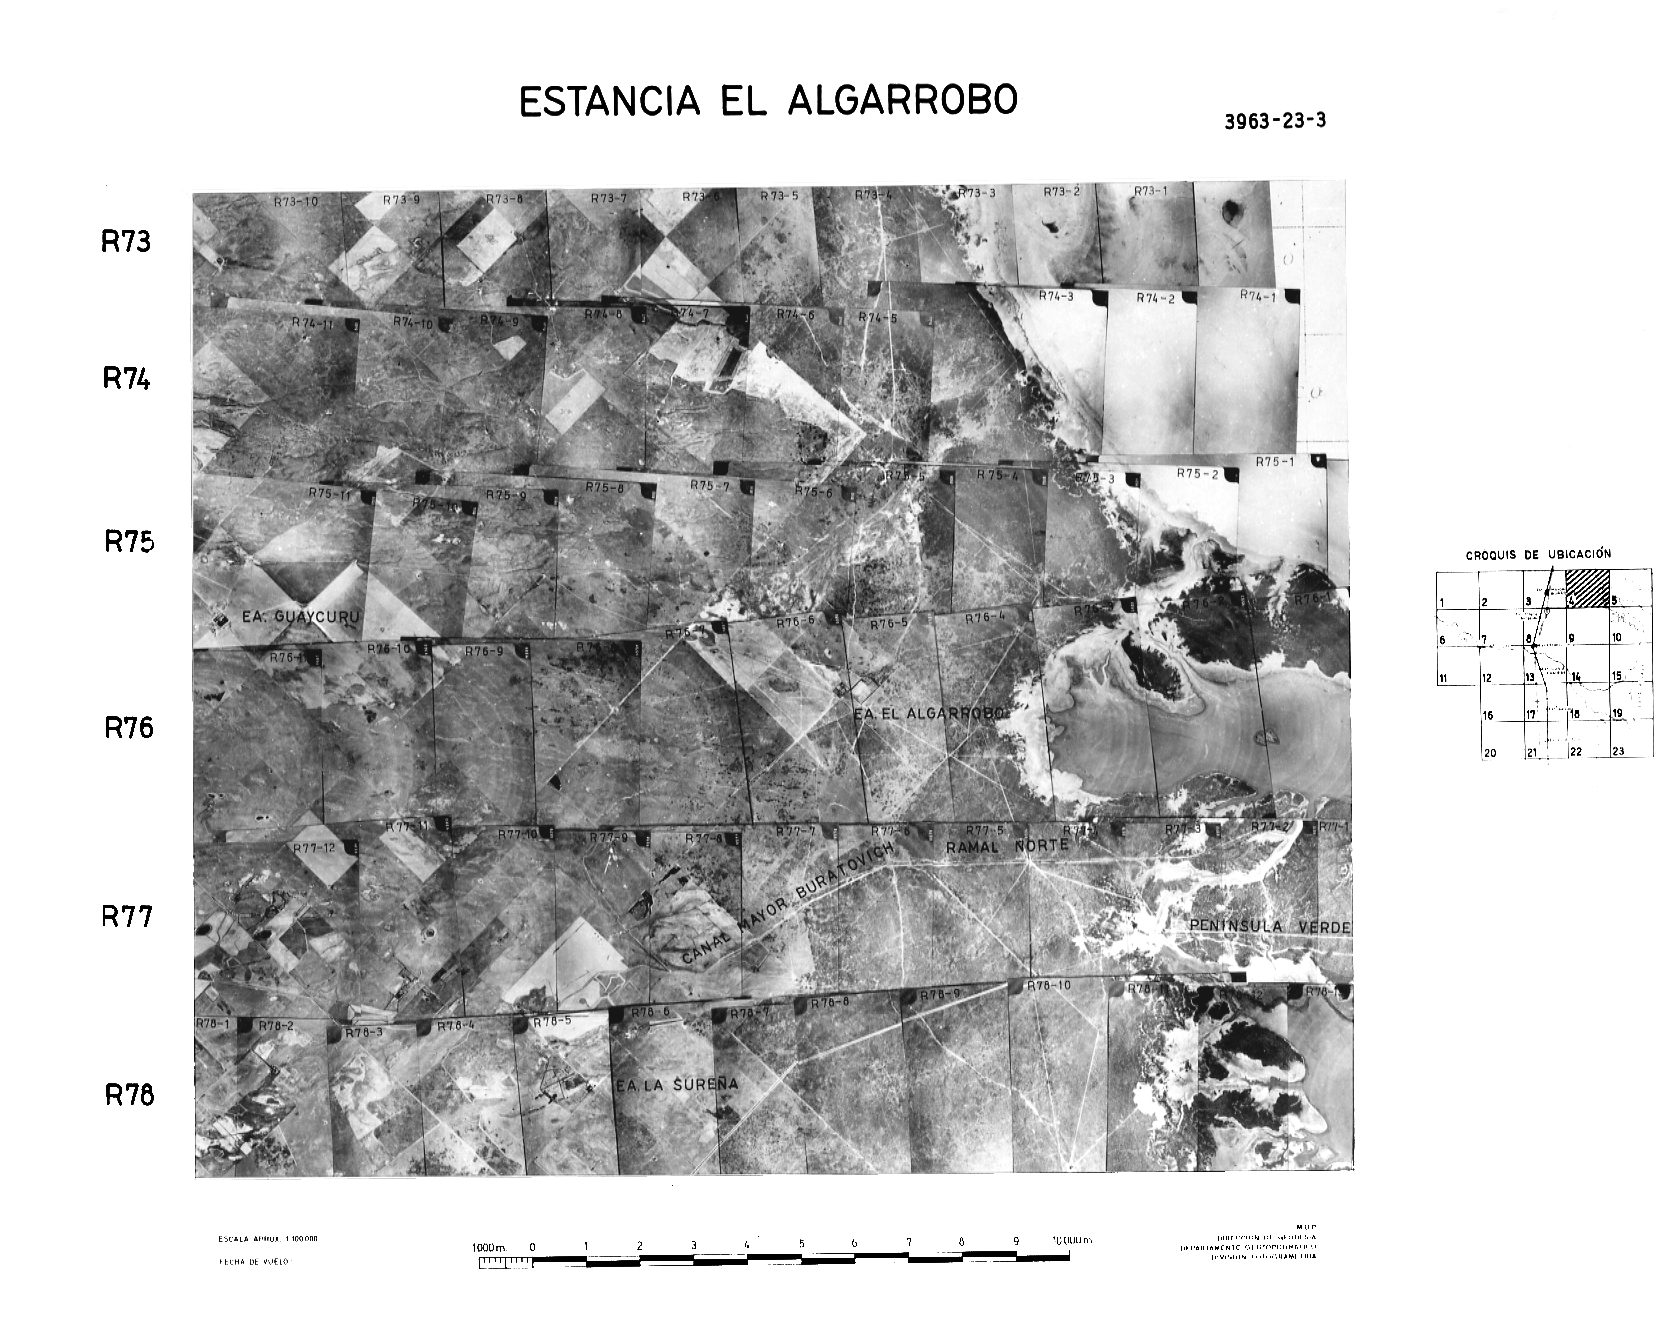 ESTANCIA EL ALGARROBO
3963-23-3
R73
R73-10 R73-9 R73-8 R73-7 R73-6 R73-5 R73-4 R73-3 R73-2 R73-1
R74
R74-11 R74-10 R74-9 R74-8 R74-7 R74-6 R74-5 R74-3 R74-2 R74-1
R75
R75-11 R75-10 R75-9 R75-8 R75-7 R75-6 R75-5 R75-4 R75-3 R75-2 R75-1
EA. GUAYCURU
R76
R76-10 R76-9 R76-7 R76-6 R76-5 R76-4 R76-2 R76-1
EA. EL ALGARROBO
R77
R77-12 R77-11 R77-10 R77-9 R77-8 R77-7 R77-6 R77-5 R77-3 R77-2 R77-1
CANAL MAYOR BURATOVICH
RAMAL NORTE
PENINSULA VERDE
R78
R78-1 R78-2 R78-3 R78-4 R78-5 R78-6 R78-7 R78-8 R78-9 R78-10
EA. LA SUREÑA
CROQUIS DE UBICACIÓN
1 2 3 4 5
6 7 8 9 10
11 12 13 14 15
16 17 18 19
20 21 22 23
ESCALA APROX. 1:100.000
FECHA DE VUELO:
1000 m. 0 1 2 3 4 5 6 7 8 9 10.000 m.
M.O.P.
DIRECCION DE GEODESIA
DEPARTAMENTO
DIVISION FOTOGRAMETRIA